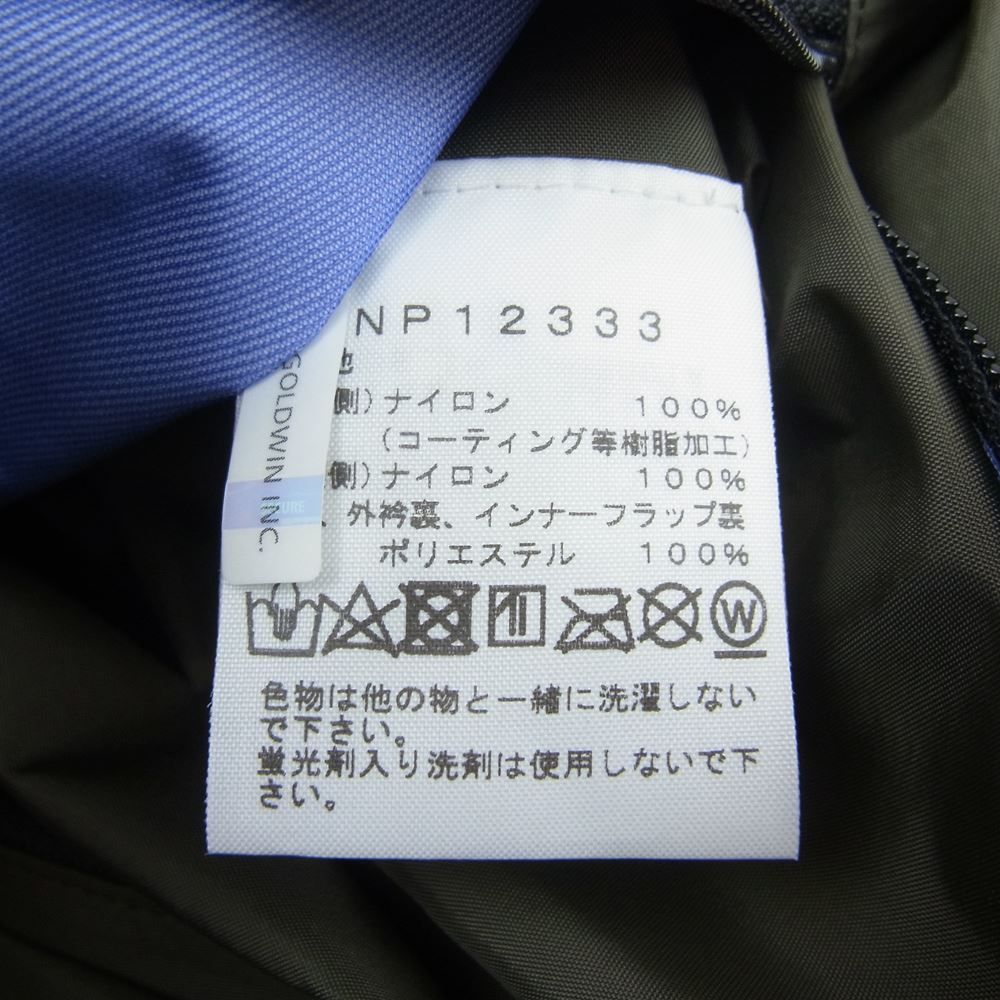 NP12333
地
側)ナイロン 100%
(コーティング等樹脂加工)
側)ナイロン 100%
、外衿裏、インナーフラップ裏
ポリエステル 100%
W
色物は他の物と一緒に洗濯しない
で下さい。
蛍光剤入り洗剤は使用しないで下
さい。
GOLDWIN INC.
URE